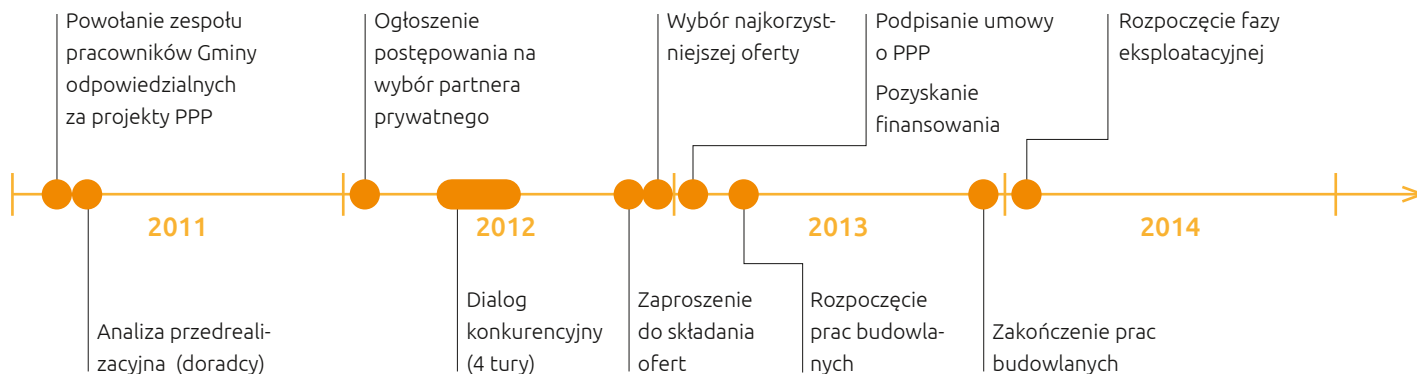 Powołanie zespołu
pracowników Gminy
odpowiedzialnych
za projekty PPP
Ogłoszenie
postępowania na
wybór partnera
prywatnego
Wybór najkorzyst-
niejszej oferty
Podpisanie umowy
o PPP
Pozyskanie
finansowania
Rozpoczęcie fazy
eksploatacyjnej
2011
2012
2013
2014
Analiza przedreali-
zacyjna (doradcy)
Dialog
konkurencyjny
(4 tury)
Zaproszenie
do składania
ofert
Rozpoczęcie
prac budowla-
nych
Zakończenie prac
budowlanych